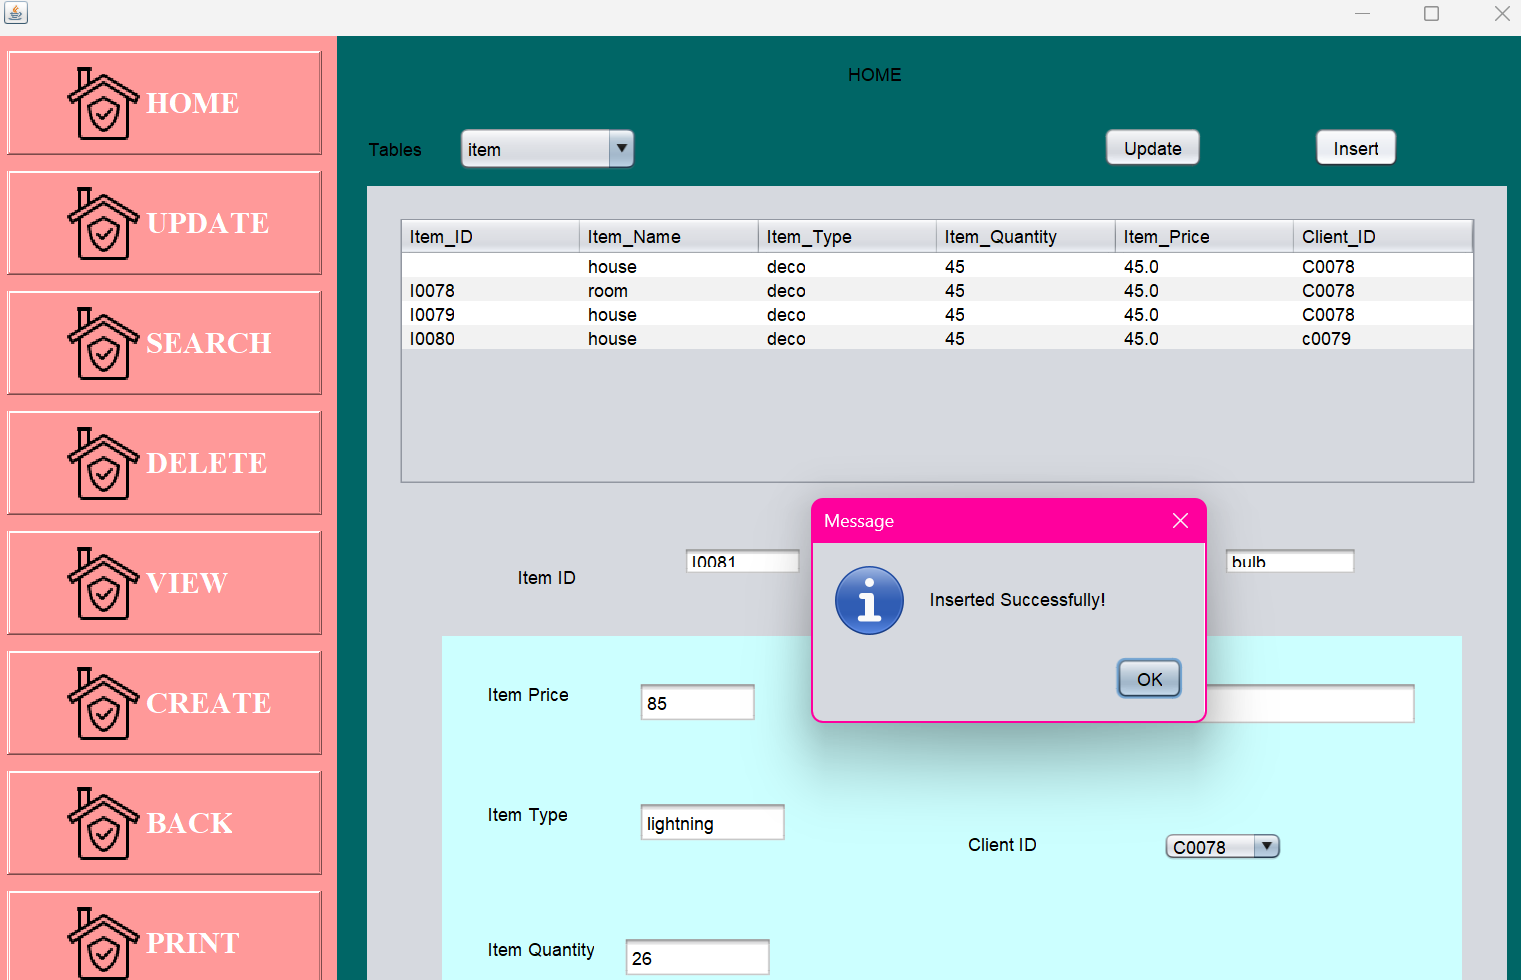 HOME
UPDATE
SEARCH
DELETE
VIEW
CREATE
BACK
PRINT
HOME
Tables item Update Insert
Item_ID Item_Name Item_Type Item_Quantity Item_Price Client_ID
house deco 45 45.0 C0078
I0078 room deco 45 45.0 C0078
I0079 house deco 45 45.0 C0078
I0080 house deco 45 45.0 c0079
Item ID I0081 bulb
Message
Inserted Successfully!
OK
Item Price 85
Item Type lightning
Client ID C0078
Item Quantity 26